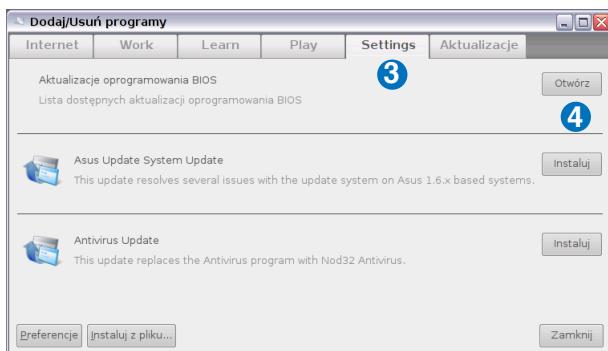 Dodaj/Usuń programy
Internet Work Learn Play Settings Aktualizacje
3
Aktualizacje oprogramowania BIOS
Lista dostępnych aktualizacji oprogramowania BIOS
Otwórz
4
Asus Update System Update
This update resolves several issues with the update system on Asus 1.6.x based systems.
Instaluj
Antivirus Update
This update replaces the Antivirus program with Nod32 Antivirus.
Instaluj
Preferencje Instaluj z pliku... Zamknij